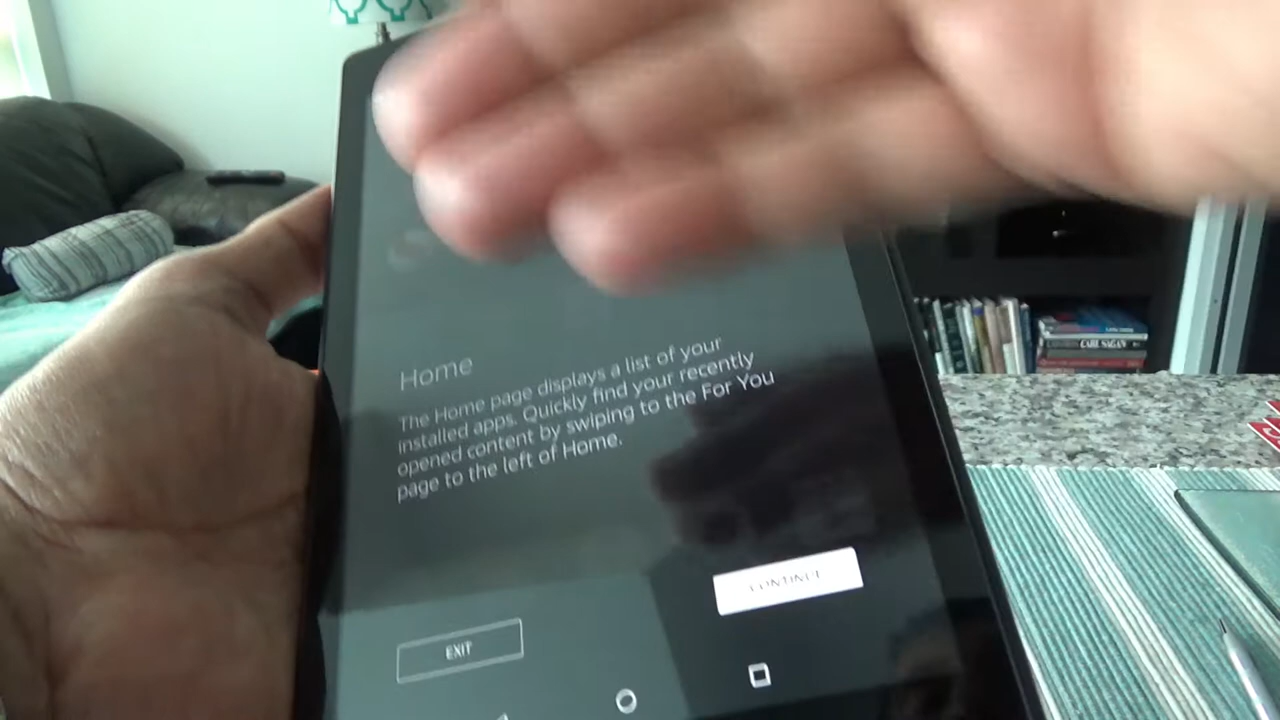 Home
The Home page displays a list of your
installed apps. Quickly find your recently
opened content by swiping to the For You
page to the left of Home.
CONTINUE
EXIT
CARL SAGAN